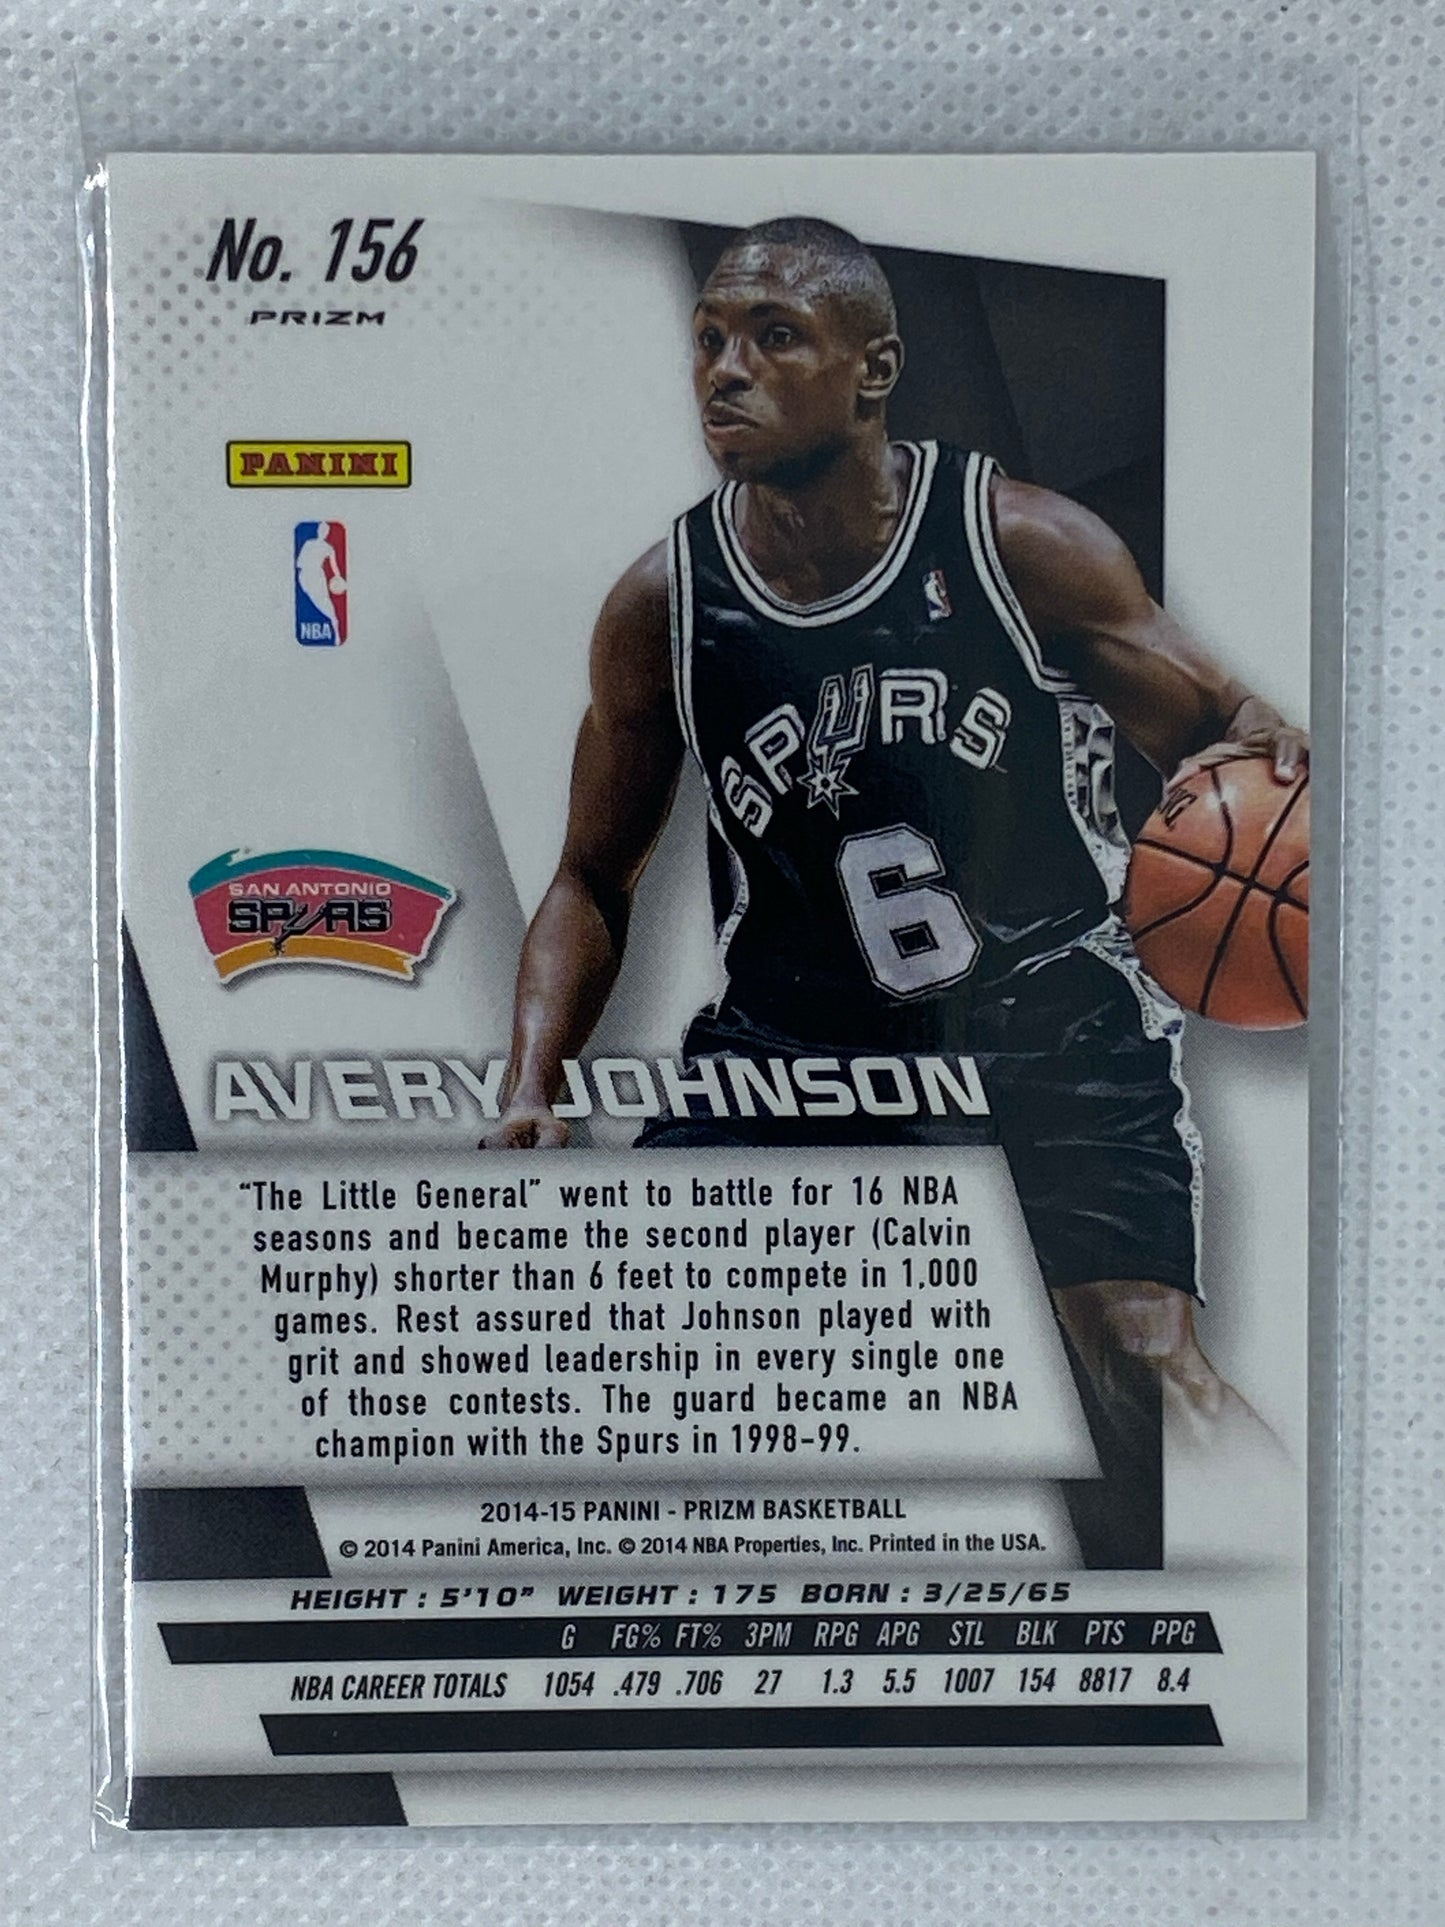 No. 156
PRIZM
PANINI
NBA
SPURS
6
SAN ANTONIO
SPURS
AVERY JOHNSON
“The Little General” went to battle for 16 NBA
seasons and became the second player (Calvin
Murphy) shorter than 6 feet to compete in 1,000
games. Rest assured that Johnson played with
grit and showed leadership in every single one
of those contests. The guard became an NBA
champion with the Spurs in 1998–99.
2014-15 PANINI - PRIZM BASKETBALL
© 2014 Panini America, Inc. © 2014 NBA Properties, Inc. Printed in the USA.
HEIGHT : 5'10" WEIGHT : 175 BORN : 3/25/65
G FG% FT% 3PM RPG APG STL BLK PTS PPG
NBA CAREER TOTALS 1054 .479 .706 27 1.3 5.5 1007 154 8817 8.4